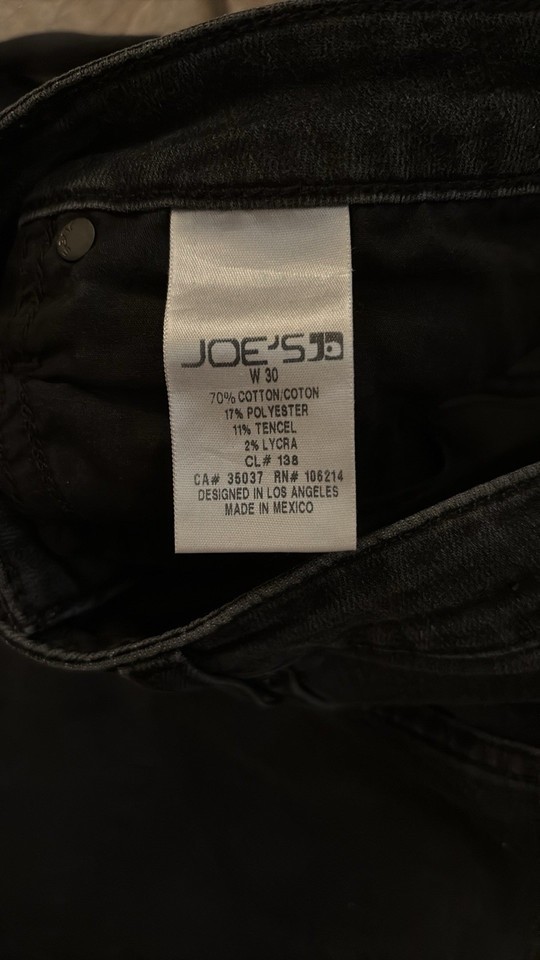 JOE'S
W 30
70% COTTON/COTON
17% POLYESTER
11% TENCEL
2% LYCRA
CL# 138
CA# 35037 RN# 106214
DESIGNED IN LOS ANGELES
MADE IN MEXICO